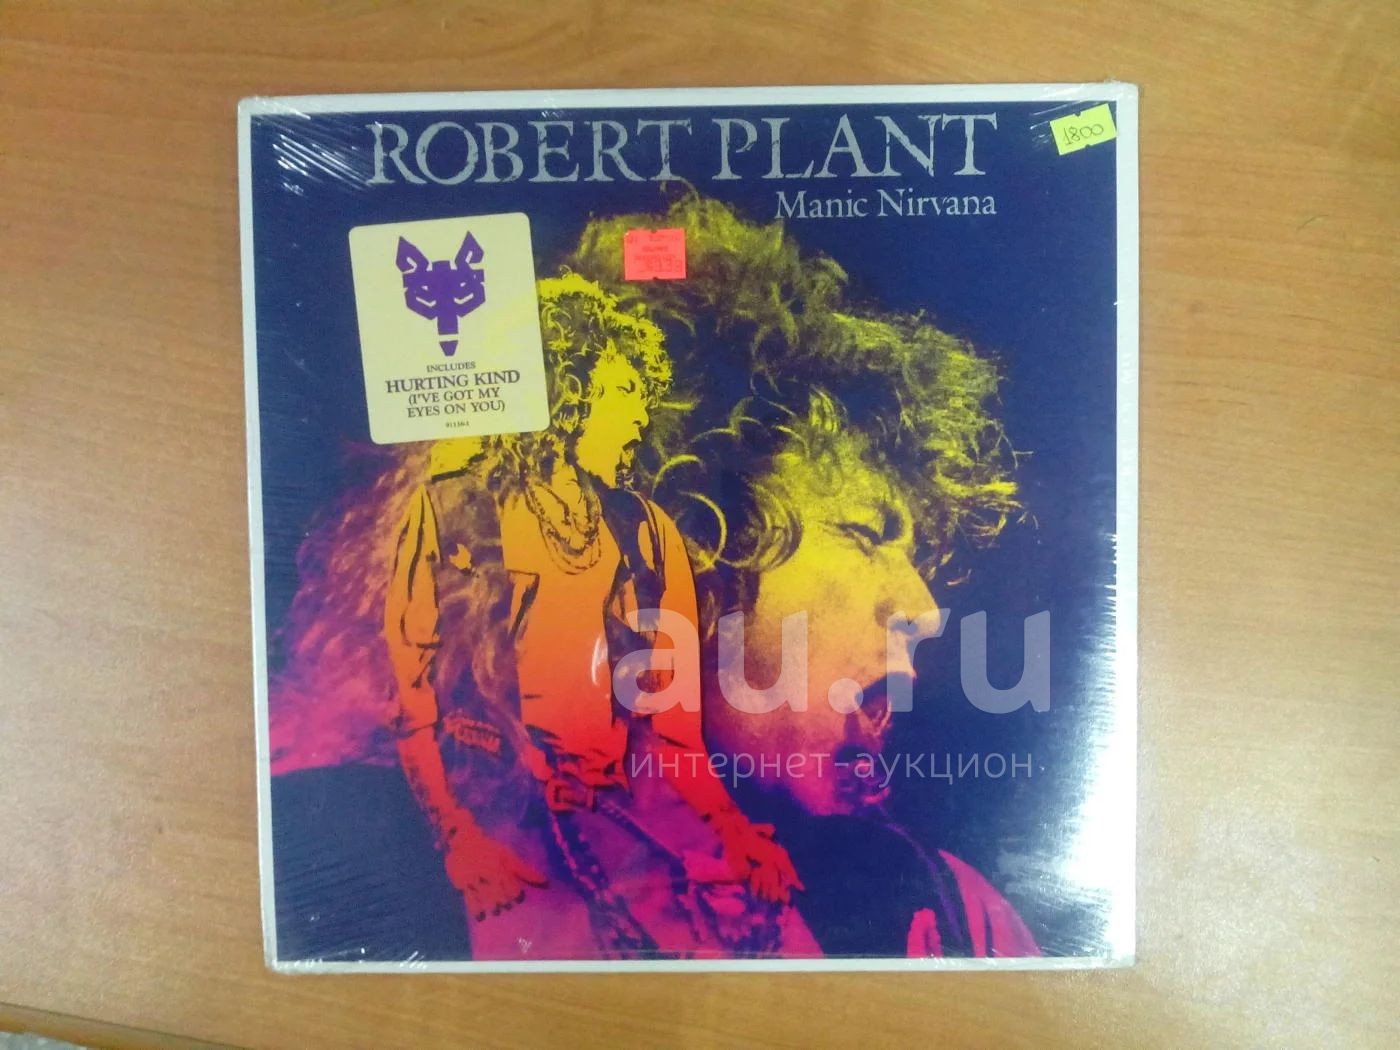 ROBERT PLANT
Manic Nirvana
1800
INCLUDES
HURTING KIND
(I'VE GOT MY
EYES ON YOU)
au.ru
интернет-аукцион